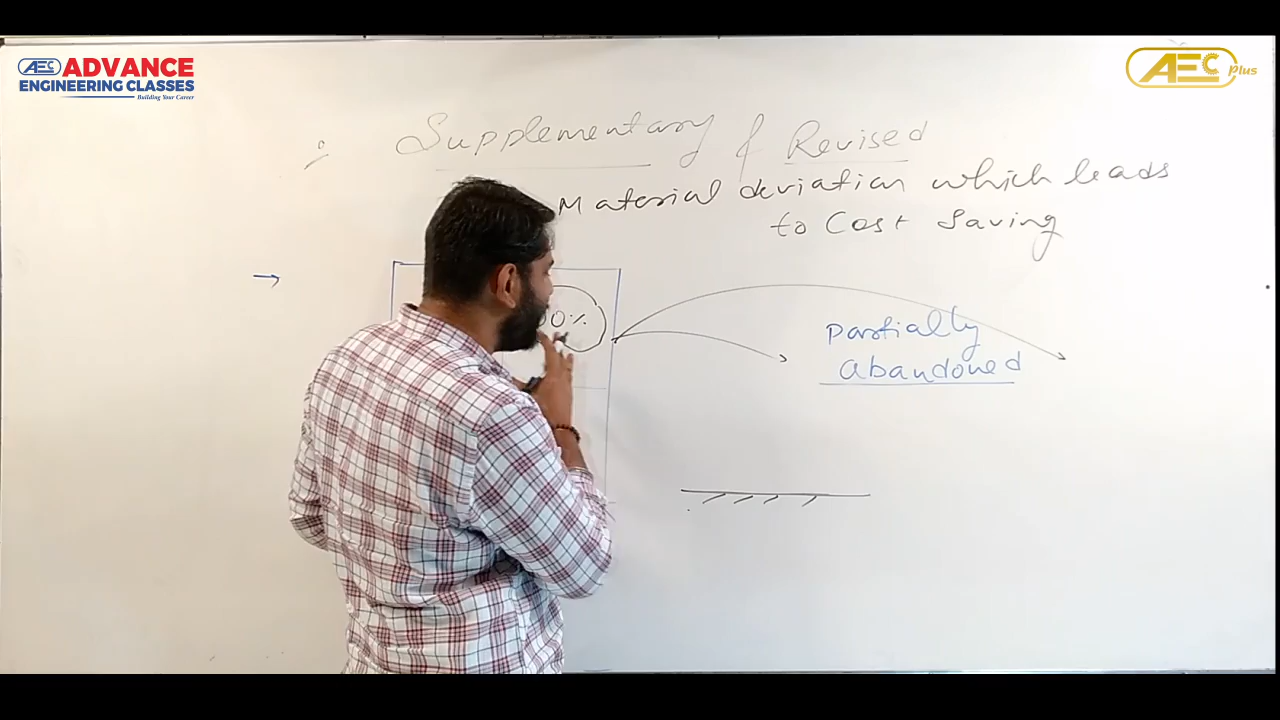 AEC ADVANCE
ENGINEERING CLASSES
Building Your Career
AEC Plus
Supplementary & Revised
Material deviation which leads
to Cost Saving
Partially
abandoned